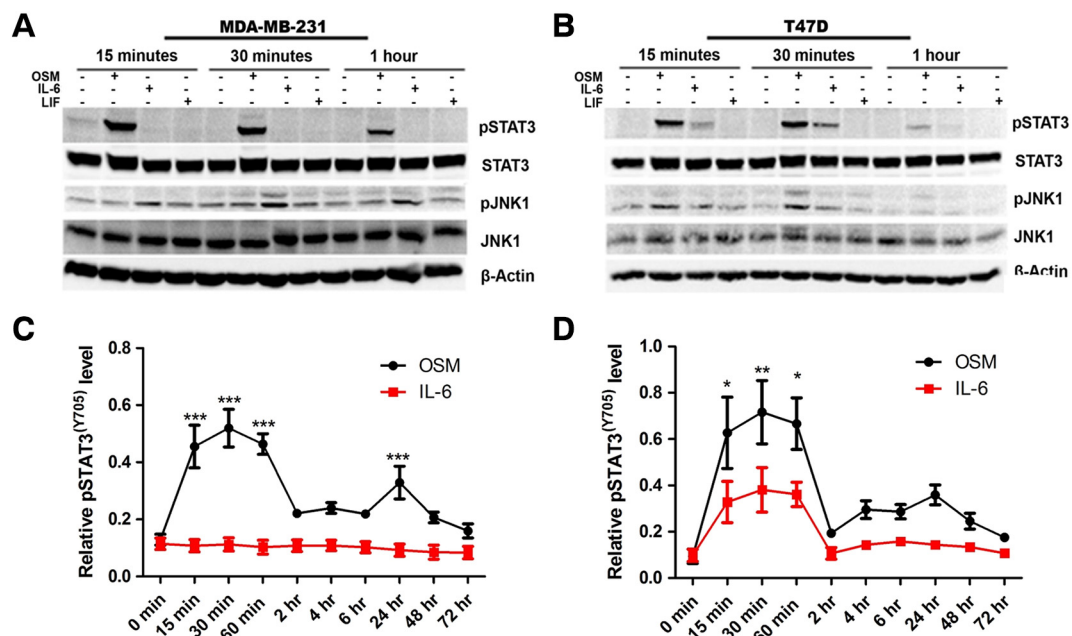 A
MDA-MB-231
15 minutes 30 minutes 1 hour
OSM - + - - - + - - - + - -
IL-6 - - + - - - + - - - + -
LIF - - - + - - - + - - - +
pSTAT3
STAT3
pJNK1
JNK1
β-Actin
B
T47D
15 minutes 30 minutes 1 hour
OSM - + - - - + - - - + - -
IL-6 - - + - - - + - - - + -
LIF - - - + - - - + - - - +
pSTAT3
STAT3
pJNK1
JNK1
β-Actin
C
Relative pSTAT3(Y705) level
0.8
0.6
0.4
0.2
0.0
OSM
IL-6
*** *** *** ***
0 min 15 min 30 min 60 min 2 hr 4 hr 6 hr 24 hr 48 hr 72 hr
D
Relative pSTAT3(Y705) level
1.0
0.8
0.6
0.4
0.2
0.0
OSM
IL-6
* ** *
0 min 15 min 30 min 60 min 2 hr 4 hr 6 hr 24 hr 48 hr 72 hr